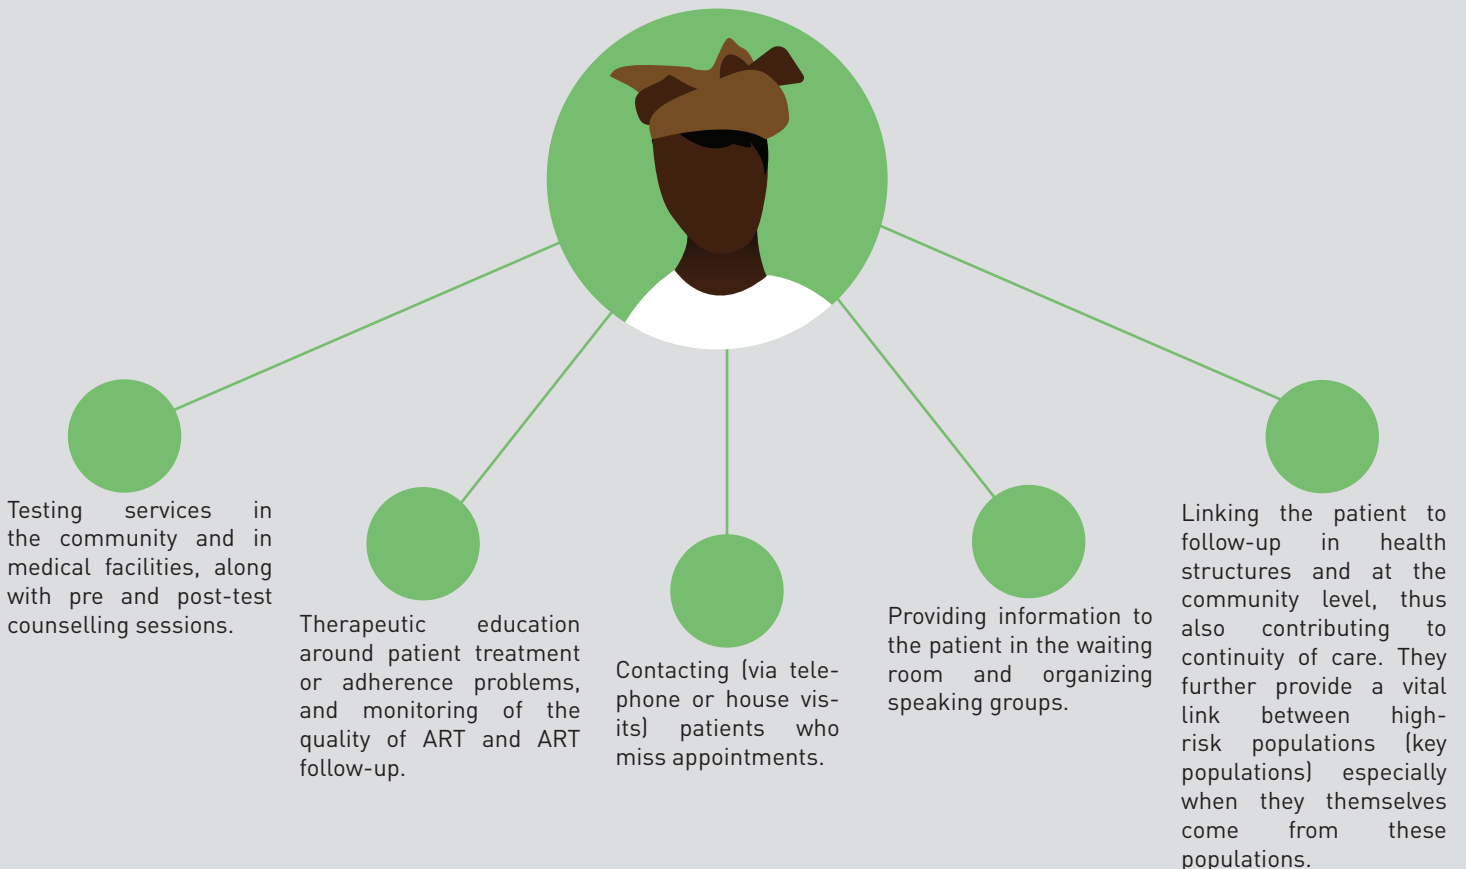 Testing services in
the community and in
medical facilities, along
with pre and post-test
counselling sessions.
Therapeutic education
around patient treatment
or adherence problems,
and monitoring of the
quality of ART and ART
follow-up.
Contacting (via tele-
phone or house vis-
its) patients who
miss appointments.
Providing information to
the patient in the waiting
room and organizing
speaking groups.
Linking the patient to
follow-up in health
structures and at the
community level, thus
also contributing to
continuity of care. They
further provide a vital
link between high-
risk populations (key
populations) especially
when they themselves
come from these
populations.